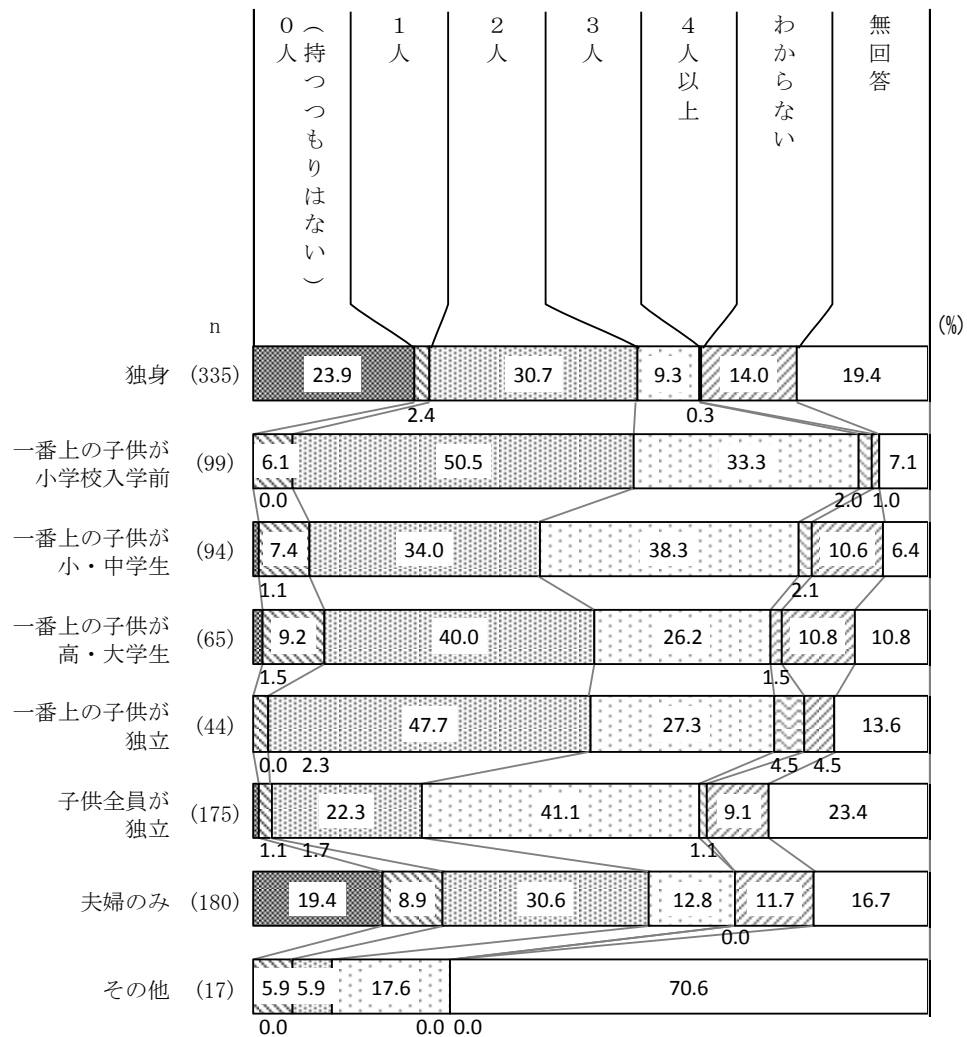 ０人（持つつもりはない）
１人
２人
３人
４人以上
わからない
無回答
n
(%)
独身 (335) 23.9 30.7 9.3 14.0 19.4
2.4 0.3
一番上の子供が
小学校入学前 (99) 6.1 50.5 33.3 7.1
0.0 2.0 1.0
一番上の子供が
小・中学生 (94) 7.4 34.0 38.3 10.6 6.4
1.1 2.1
一番上の子供が
高・大学生 (65) 9.2 40.0 26.2 10.8 10.8
1.5 1.5
一番上の子供が
独立 (44) 47.7 27.3 13.6
0.0 2.3 4.5 4.5
子供全員が
独立 (175) 22.3 41.1 9.1 23.4
1.1 1.7 1.1
夫婦のみ (180) 19.4 8.9 30.6 12.8 11.7 16.7
0.0
その他 (17) 5.9 5.9 17.6 70.6
0.0 0.0 0.0